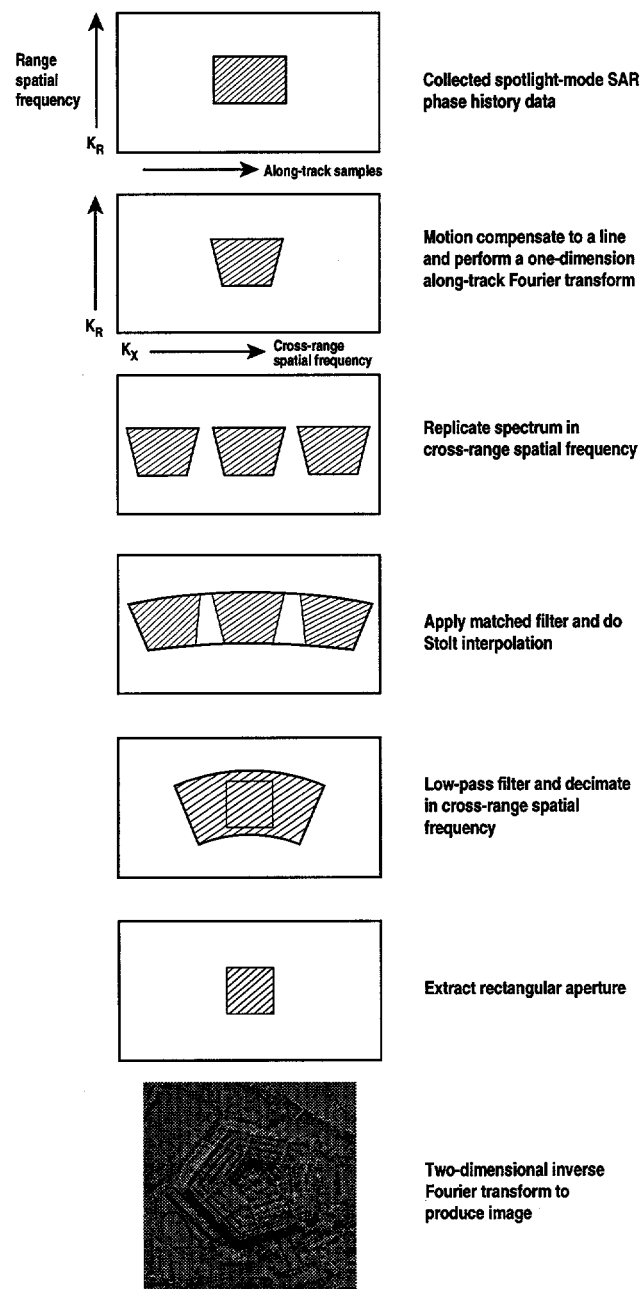 Range
spatial
frequency
K_R
Along-track samples
Collected spotlight-mode SAR
phase history data
K_R
K_X
Cross-range
spatial frequency
Motion compensate to a line
and perform a one-dimension
along-track Fourier transform
Replicate spectrum in
cross-range spatial frequency
Apply matched filter and do
Stolt interpolation
Low-pass filter and decimate
in cross-range spatial
frequency
Extract rectangular aperture
Two-dimensional inverse
Fourier transform to
produce image